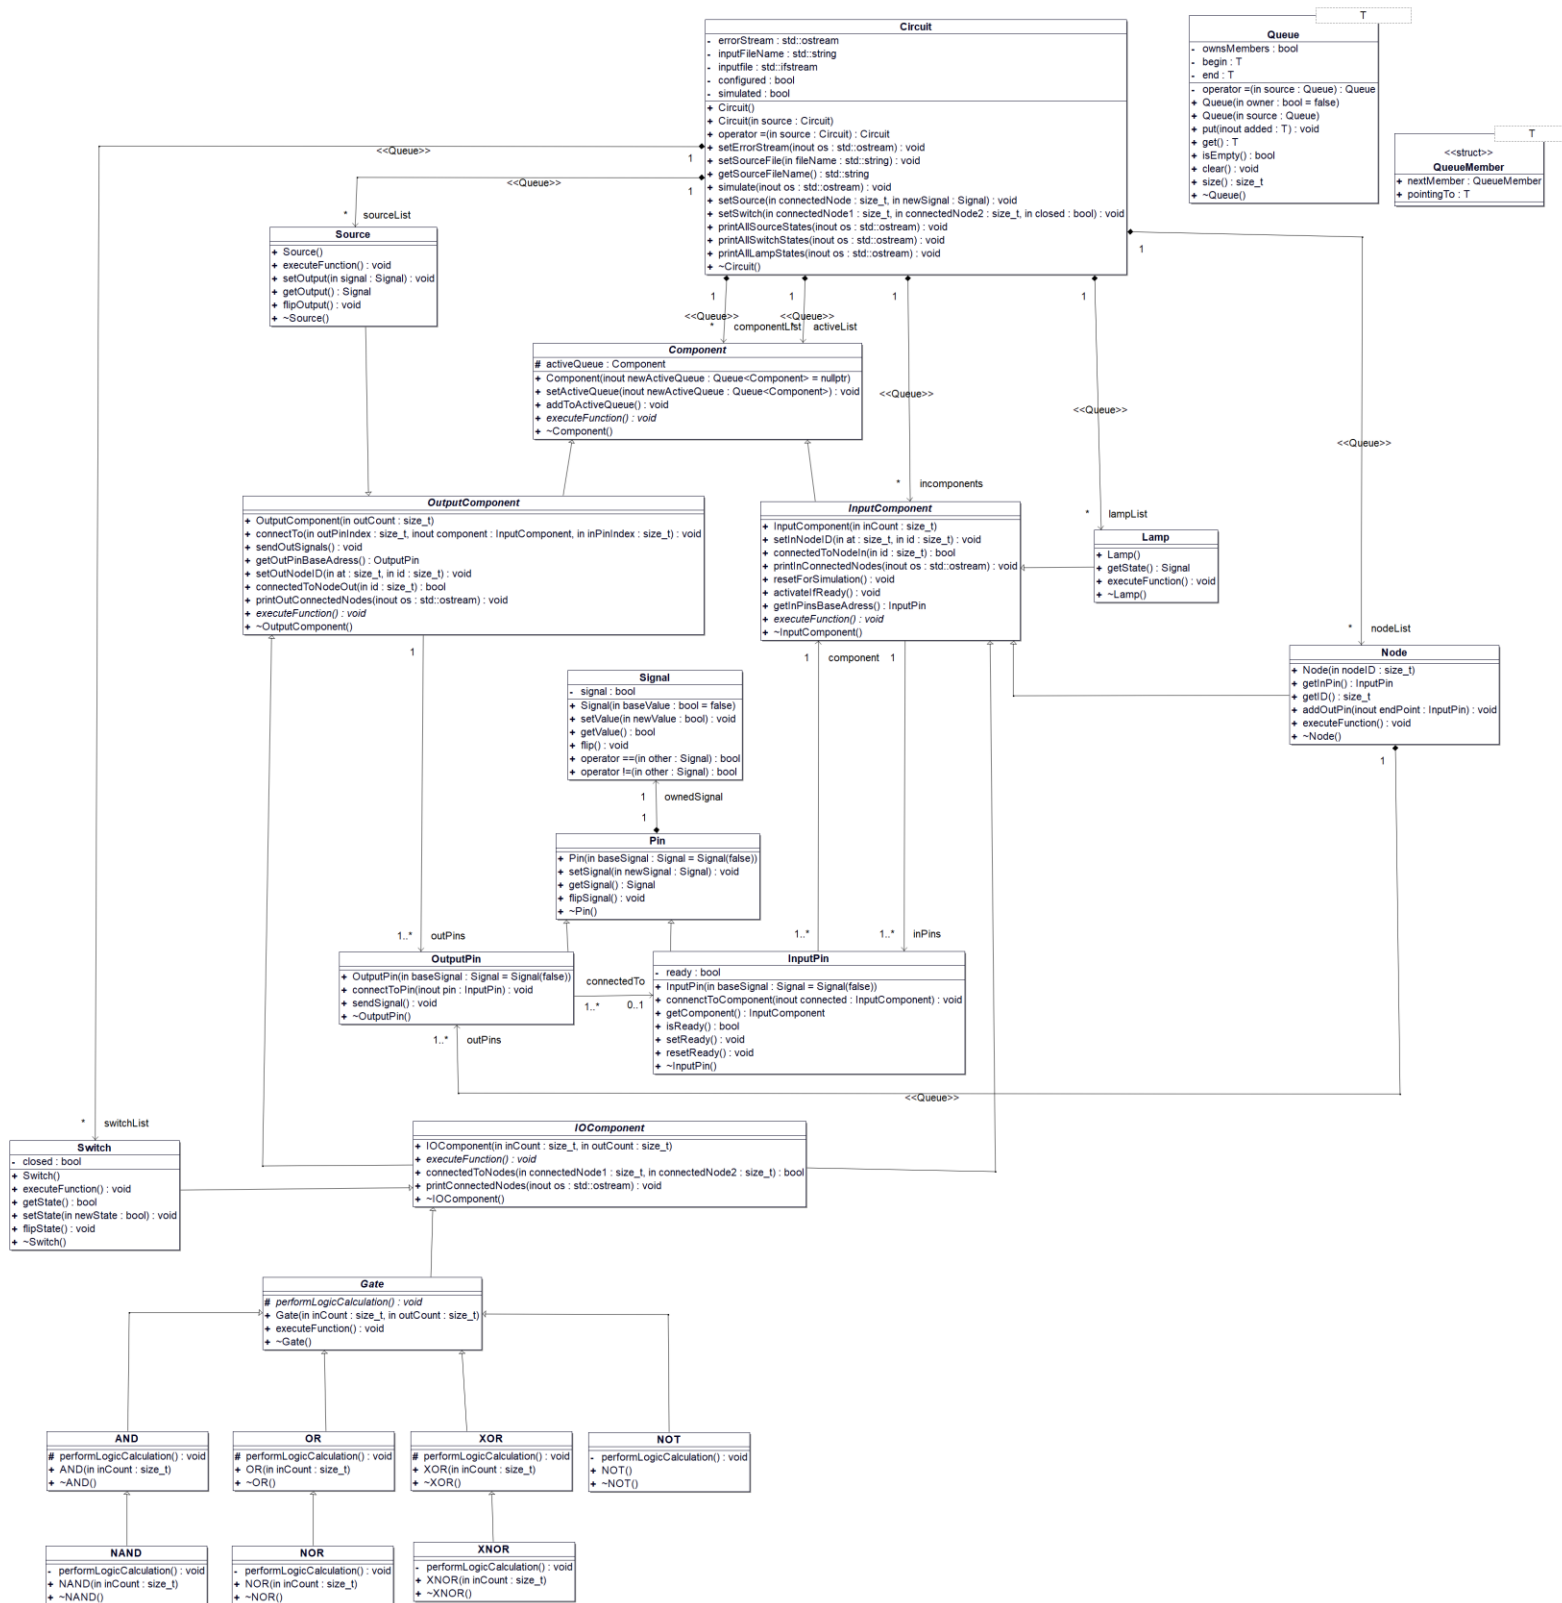 Circuit
- errorStream : std::ostream
- inputFileName : std::string
- inputfile : std::ifstream
- configured : bool
- simulated : bool
+ Circuit()
+ Circuit(in source : Circuit)
+ operator =(in source : Circuit) : Circuit
+ setErrorStream(inout os : std::ostream) : void
+ setSourceFile(in fileName : std::string) : void
+ getSourceFileName() : std::string
+ simulate(inout os : std::ostream) : void
+ setSource(in connectedNode : size_t, in newSignal : Signal) : void
+ setSwitch(in connectedNode1 : size_t, in connectedNode2 : size_t, in closed : bool) : void
+ printAllSourceStates(inout os : std::ostream) : void
+ printAllSwitchStates(inout os : std::ostream) : void
+ printAllLampStates(inout os : std::ostream) : void
+ ~Circuit()
T
Queue
- ownsMembers : bool
- begin : T
- end : T
- operator =(in source : Queue) : Queue
+ Queue(in owner : bool = false)
+ Queue(in source : Queue)
+ put(inout added : T) : void
+ get() : T
+ isEmpty() : bool
+ clear() : void
+ size() : size_t
+ ~Queue()
T
<<struct>>
QueueMember
+ nextMember : QueueMember
+ pointingTo : T
<<Queue>>
1
<<Queue>>
1
* sourceList
Source
+ Source()
+ executeFunction() : void
+ setOutput(in signal : Signal) : void
+ getOutput() : Signal
+ flipOutput() : void
+ ~Source()
1
1
1
1
1
<<Queue>>
<<Queue>>
* componentList
* activeList
Component
# activeQueue : Component
+ Component(inout newActiveQueue : Queue<Component> = nullptr)
+ setActiveQueue(inout newActiveQueue : Queue<Component>) : void
+ addToActiveQueue() : void
+ executeFunction() : void
+ ~Component()
<<Queue>>
<<Queue>>
<<Queue>>
* incomponents
* lampList
OutputComponent
+ OutputComponent(in outCount : size_t)
+ connectTo(in outPinIndex : size_t, inout component : InputComponent, in inPinIndex : size_t) : void
+ sendOutSignals() : void
+ getOutPinBaseAdress() : OutputPin
+ setOutNodeID(in at : size_t, in id : size_t) : void
+ connectedToNodeOut(in id : size_t) : bool
+ printOutConnectedNodes(inout os : std::ostream) : void
+ executeFunction() : void
+ ~OutputComponent()
InputComponent
+ InputComponent(in inCount : size_t)
+ setInNodeID(in at : size_t, in id : size_t) : void
+ connectedToNodeIn(in id : size_t) : bool
+ printInConnectedNodes(inout os : std::ostream) : void
+ resetForSimulation() : void
+ activateIfReady() : void
+ getInPinsBaseAdress() : InputPin
+ executeFunction() : void
+ ~InputComponent()
Lamp
+ Lamp()
+ getState() : Signal
+ executeFunction() : void
+ ~Lamp()
* nodeList
Node
+ Node(in nodeID : size_t)
+ getInPin() : InputPin
+ getID() : size_t
+ addOutPin(inout endPoint : InputPin) : void
+ executeFunction() : void
+ ~Node()
1
1
1 component
1
Signal
- signal : bool
+ Signal(in baseValue : bool = false)
+ setValue(in newValue : bool) : void
+ getValue() : bool
+ flip() : void
+ operator ==(in other : Signal) : bool
+ operator !=(in other : Signal) : bool
1 ownedSignal
1
Pin
+ Pin(in baseSignal : Signal = Signal(false))
+ setSignal(in newSignal : Signal) : void
+ getSignal() : Signal
+ flipSignal() : void
+ ~Pin()
1..* outPins
1..*
1..* inPins
OutputPin
+ OutputPin(in baseSignal : Signal = Signal(false))
+ connectToPin(inout pin : InputPin) : void
+ sendSignal() : void
+ ~OutputPin()
connectedTo
1..*
0..1
InputPin
- ready : bool
+ InputPin(in baseSignal : Signal = Signal(false))
+ connenctToComponent(inout connected : InputComponent) : void
+ getComponent() : InputComponent
+ isReady() : bool
+ setReady() : void
+ resetReady() : void
+ ~InputPin()
1..* outPins
<<Queue>>
* switchList
Switch
- closed : bool
+ Switch()
+ executeFunction() : void
+ getState() : bool
+ setState(in newState : bool) : void
+ flipState() : void
+ ~Switch()
IOComponent
+ IOComponent(in inCount : size_t, in outCount : size_t)
+ executeFunction() : void
+ connectedToNodes(in connectedNode1 : size_t, in connectedNode2 : size_t) : bool
+ printConnectedNodes(inout os : std::ostream) : void
+ ~IOComponent()
Gate
# performLogicCalculation() : void
+ Gate(in inCount : size_t, in outCount : size_t)
+ executeFunction() : void
+ ~Gate()
AND
# performLogicCalculation() : void
+ AND(in inCount : size_t)
+ ~AND()
OR
# performLogicCalculation() : void
+ OR(in inCount : size_t)
+ ~OR()
XOR
# performLogicCalculation() : void
+ XOR(in inCount : size_t)
+ ~XOR()
NOT
- performLogicCalculation() : void
+ NOT()
+ ~NOT()
NAND
- performLogicCalculation() : void
+ NAND(in inCount : size_t)
+ ~NAND()
NOR
- performLogicCalculation() : void
+ NOR(in inCount : size_t)
+ ~NOR()
XNOR
- performLogicCalculation() : void
+ XNOR(in inCount : size_t)
+ ~XNOR()